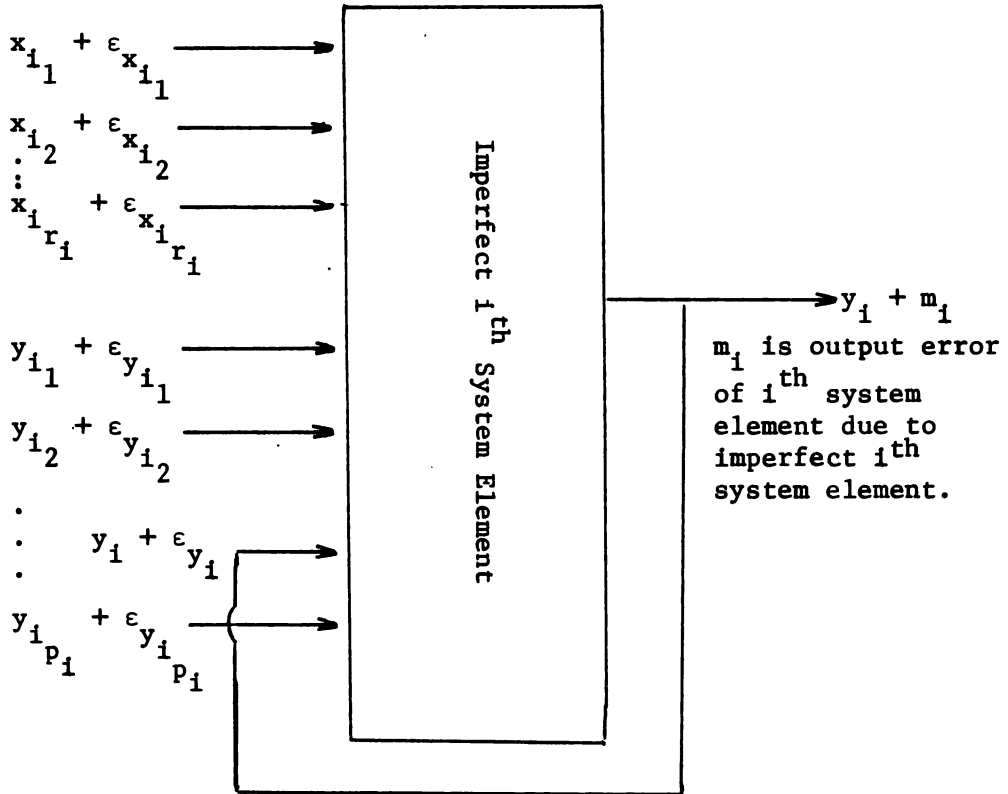 x_{i_1} + ε_{x_{i_1}}
x_{i_2} + ε_{x_{i_2}}
⋮
x_{i_{r_i}} + ε_{x_{i_{r_i}}}
y_{i_1} + ε_{y_{i_1}}
y_{i_2} + ε_{y_{i_2}}
.
.
.
y_i + ε_{y_i}
y_{i_{p_i}} + ε_{y_{i_{p_i}}}
Imperfect i^{th} System Element
y_i + m_i
m_i is output error
of i^{th} system
element due to
imperfect i^{th}
system element.